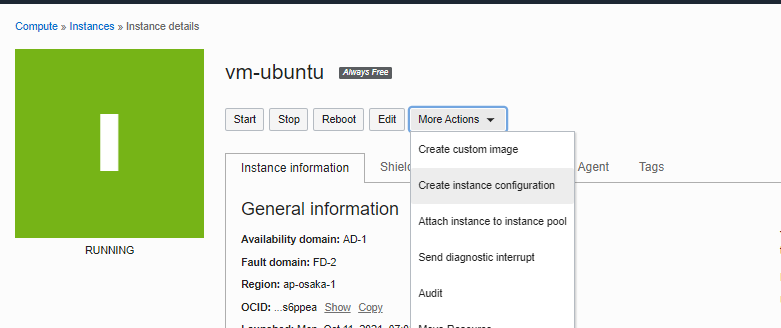 Compute » Instances » Instance details
vm-ubuntu Always Free
Start Stop Reboot Edit More Actions
Create custom image
Create instance configuration
Attach instance to instance pool
Send diagnostic interrupt
Audit
Move Resource
Instance information Shiel Agent Tags
General information
Availability domain: AD-1
Fault domain: FD-2
Region: ap-osaka-1
OCID: ...s6ppea Show Copy
Launched: Mon, Oct 11, 2021, 07:0
RUNNING